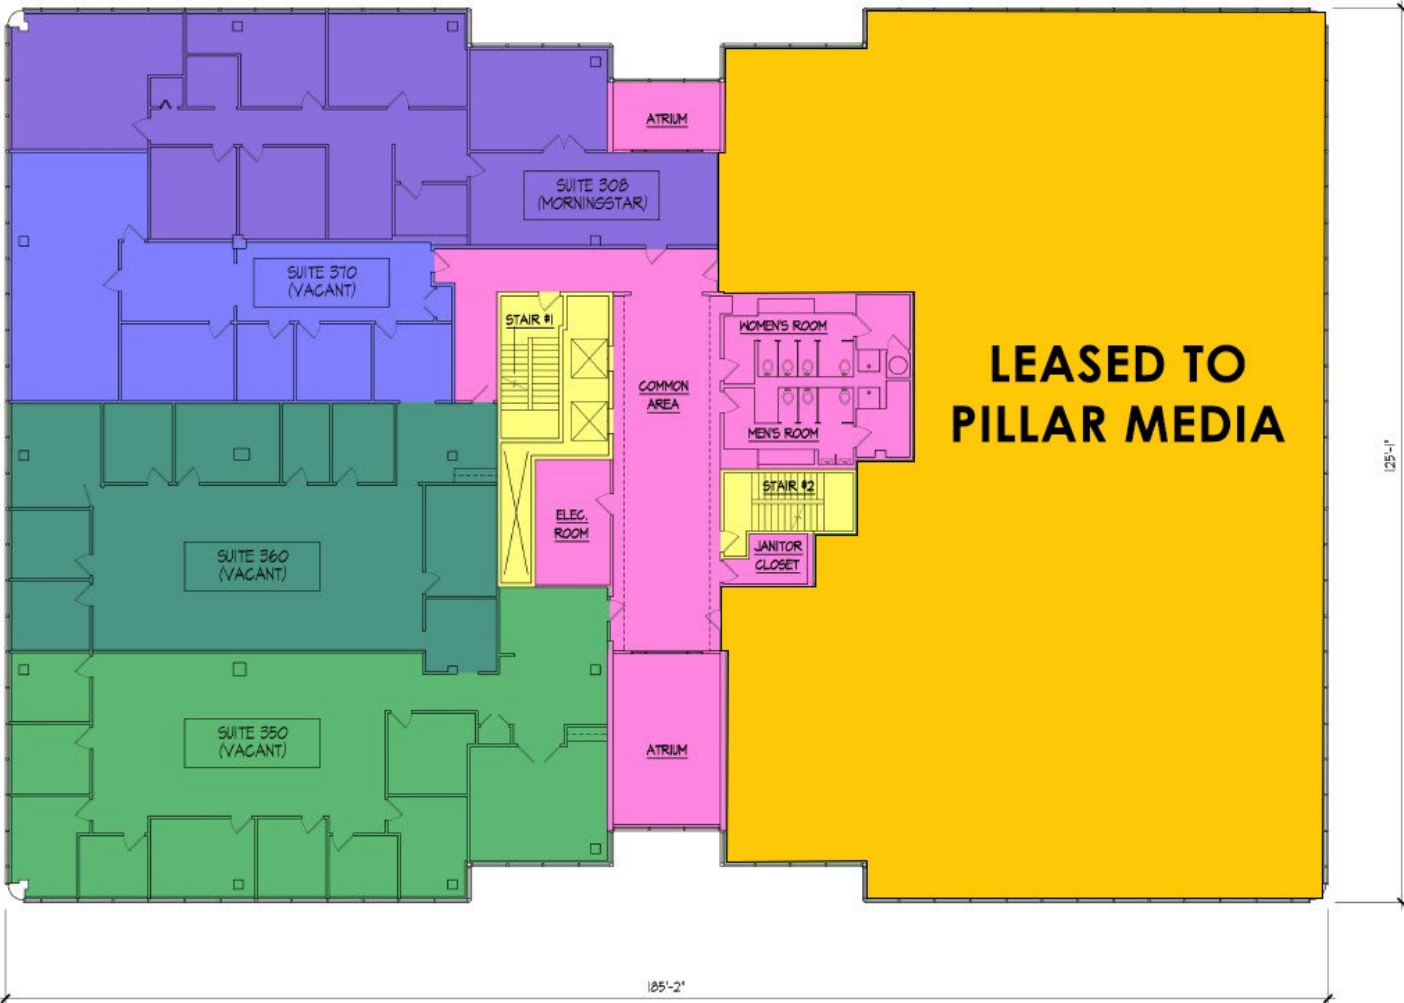 ATRIUM
SUITE 308
(MORNINGSTAR)
SUITE 370
(VACANT)
STAIR #1
WOMEN'S ROOM
COMMON
AREA
MEN'S ROOM
LEASED TO
PILLAR MEDIA
125'-1"
STAIR #2
ELEC.
ROOM
JANITOR
CLOSET
SUITE 360
(VACANT)
SUITE 350
(VACANT)
ATRIUM
185'-2"